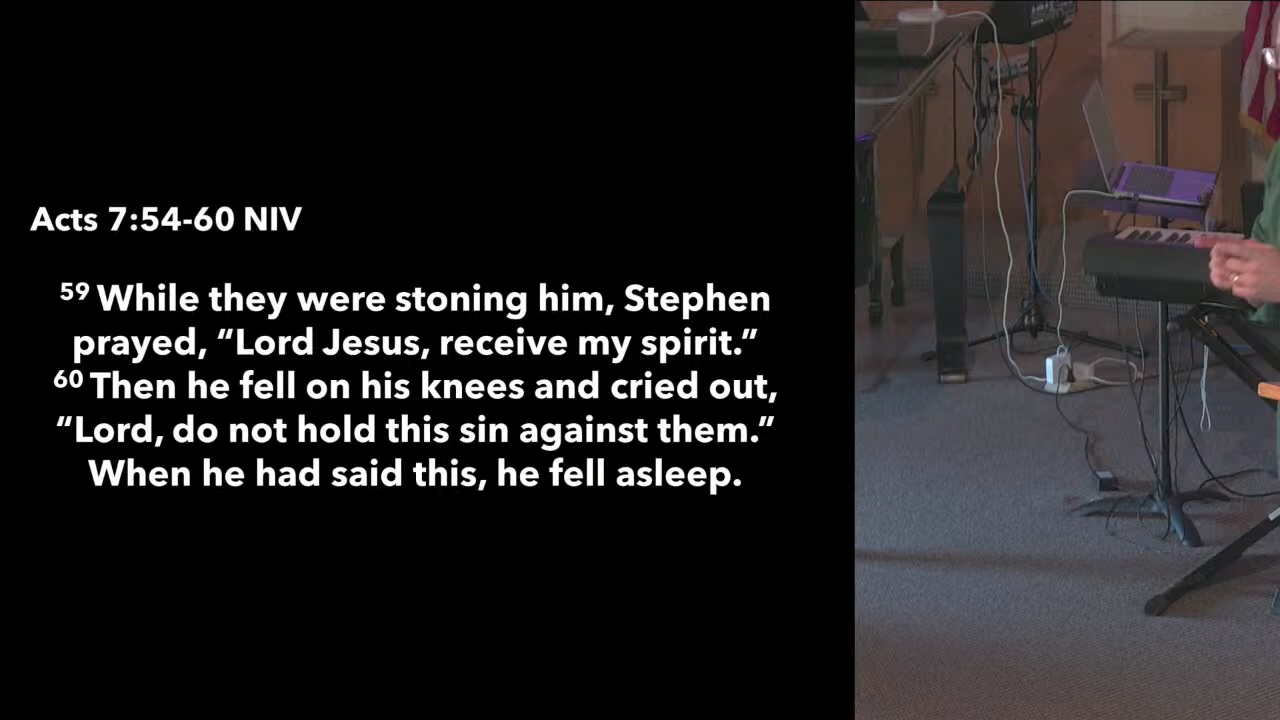 Acts 7:54-60 NIV
59 While they were stoning him, Stephen
prayed, “Lord Jesus, receive my spirit.”
60 Then he fell on his knees and cried out,
“Lord, do not hold this sin against them.”
When he had said this, he fell asleep.